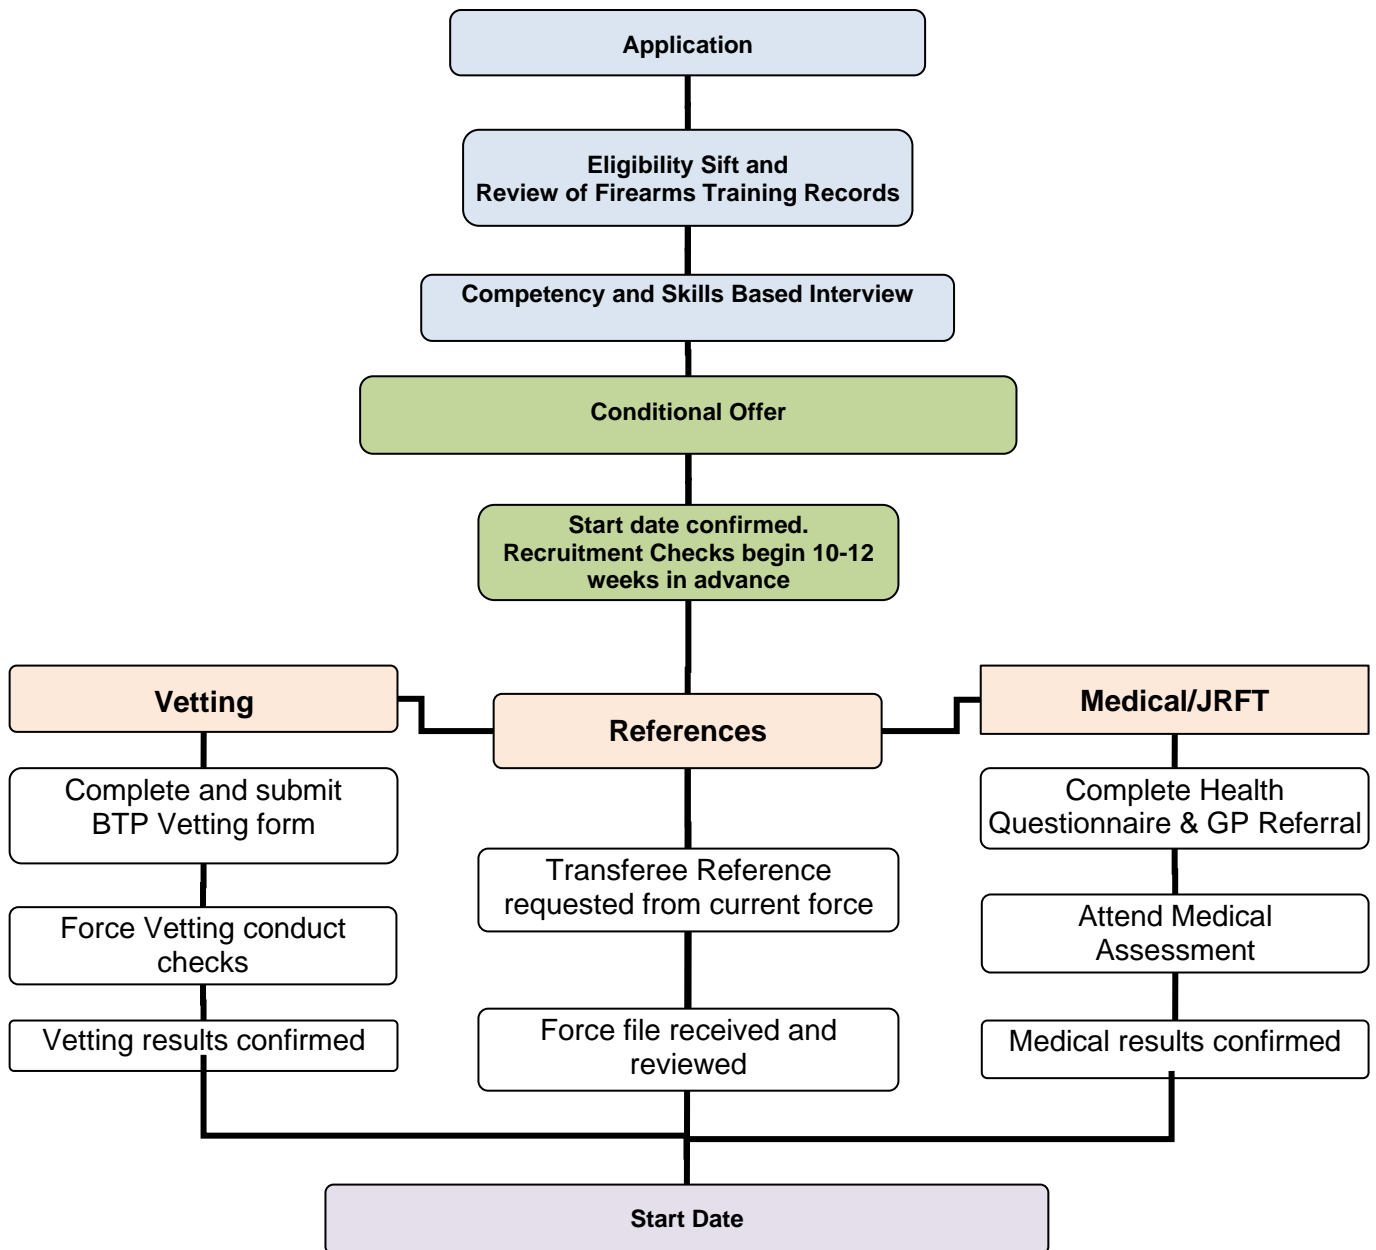 Application
Eligibility Sift and
Review of Firearms Training Records
Competency and Skills Based Interview
Conditional Offer
Start date confirmed.
Recruitment Checks begin 10-12
weeks in advance
Vetting
References
Medical/JRFT
Complete and submit
BTP Vetting form
Force Vetting conduct
checks
Vetting results confirmed
Transferee Reference
requested from current force
Force file received and
reviewed
Complete Health
Questionnaire & GP Referral
Attend Medical
Assessment
Medical results confirmed
Start Date